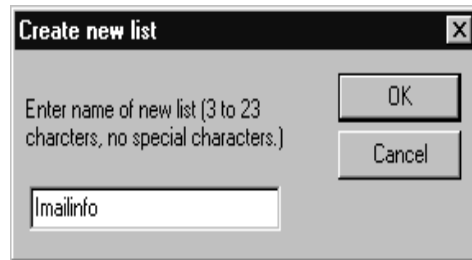 Create new list
Enter name of new list (3 to 23
charcters, no special characters.)
OK
Cancel
Imailinfo